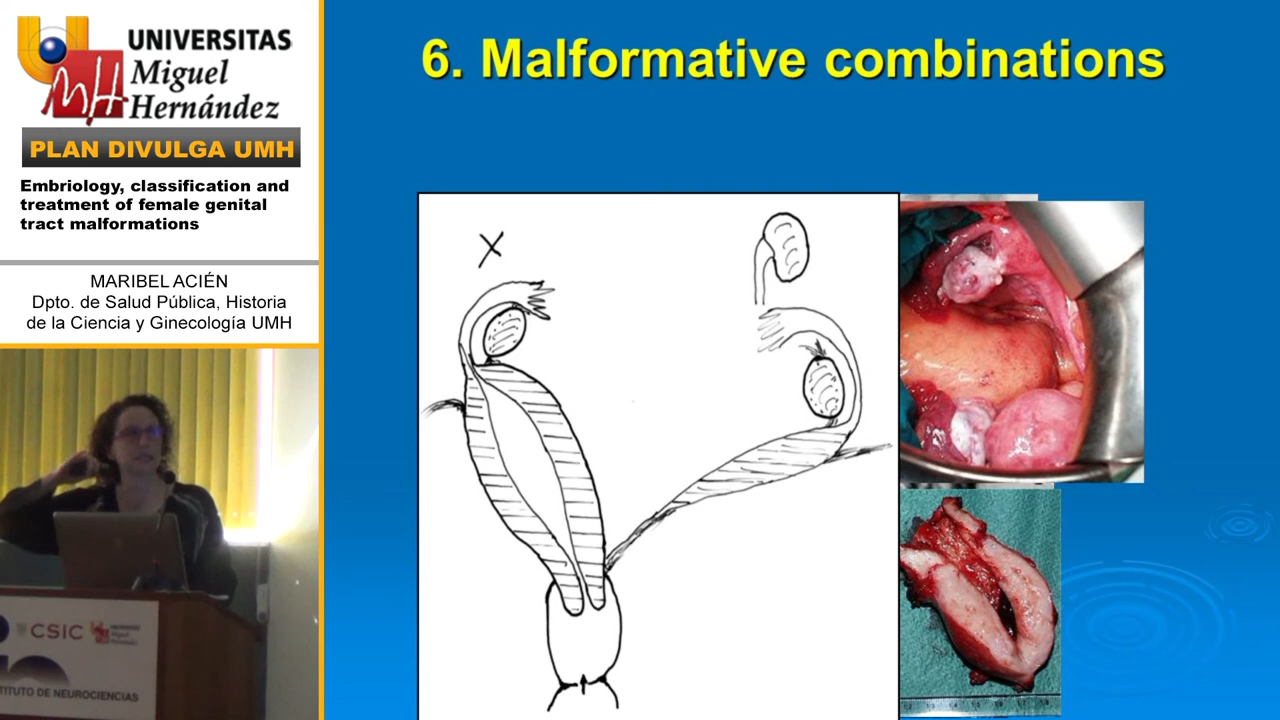 UNIVERSITAS
Miguel
Hernández
PLAN DIVULGA UMH
Embriology, classification and
treatment of female genital
tract malformations
MARIBEL ACIÉN
Dpto. de Salud Pública, Historia
de la Ciencia y Ginecología UMH
6. Malformative combinations
X
CSIC
TITUTO DE NEUROCIENCIAS